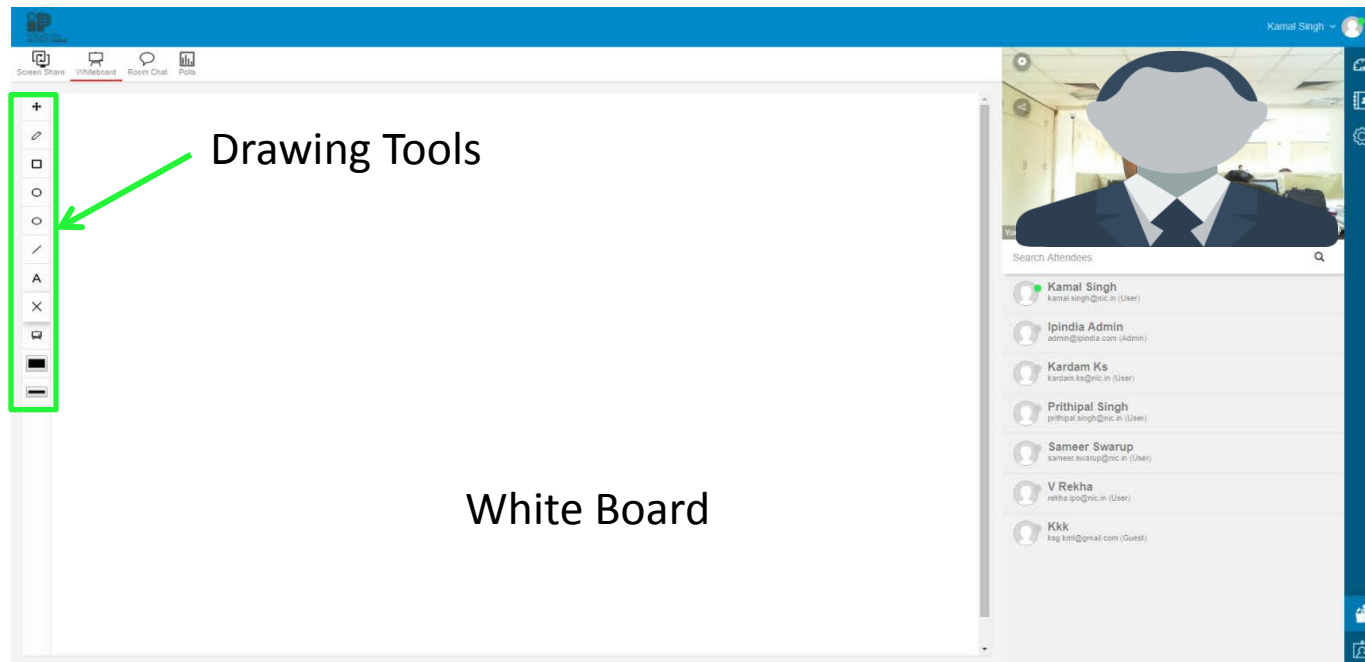 Kamal Singh
Screen Share Whiteboard Room Chat Polls
Drawing Tools
A
White Board
Search Attendees
Kamal Singh
kamal.singh@nic.in (User)
Ipindia Admin
admin@ipindia.com (Admin)
Kardam Ks
kardam.ks@nic.in (User)
Prithipal Singh
prithipal.singh@nic.in (User)
Sameer Swarup
sameer.swarup@nic.in (User)
V Rekha
rekha.ipo@nic.in (User)
Kkk